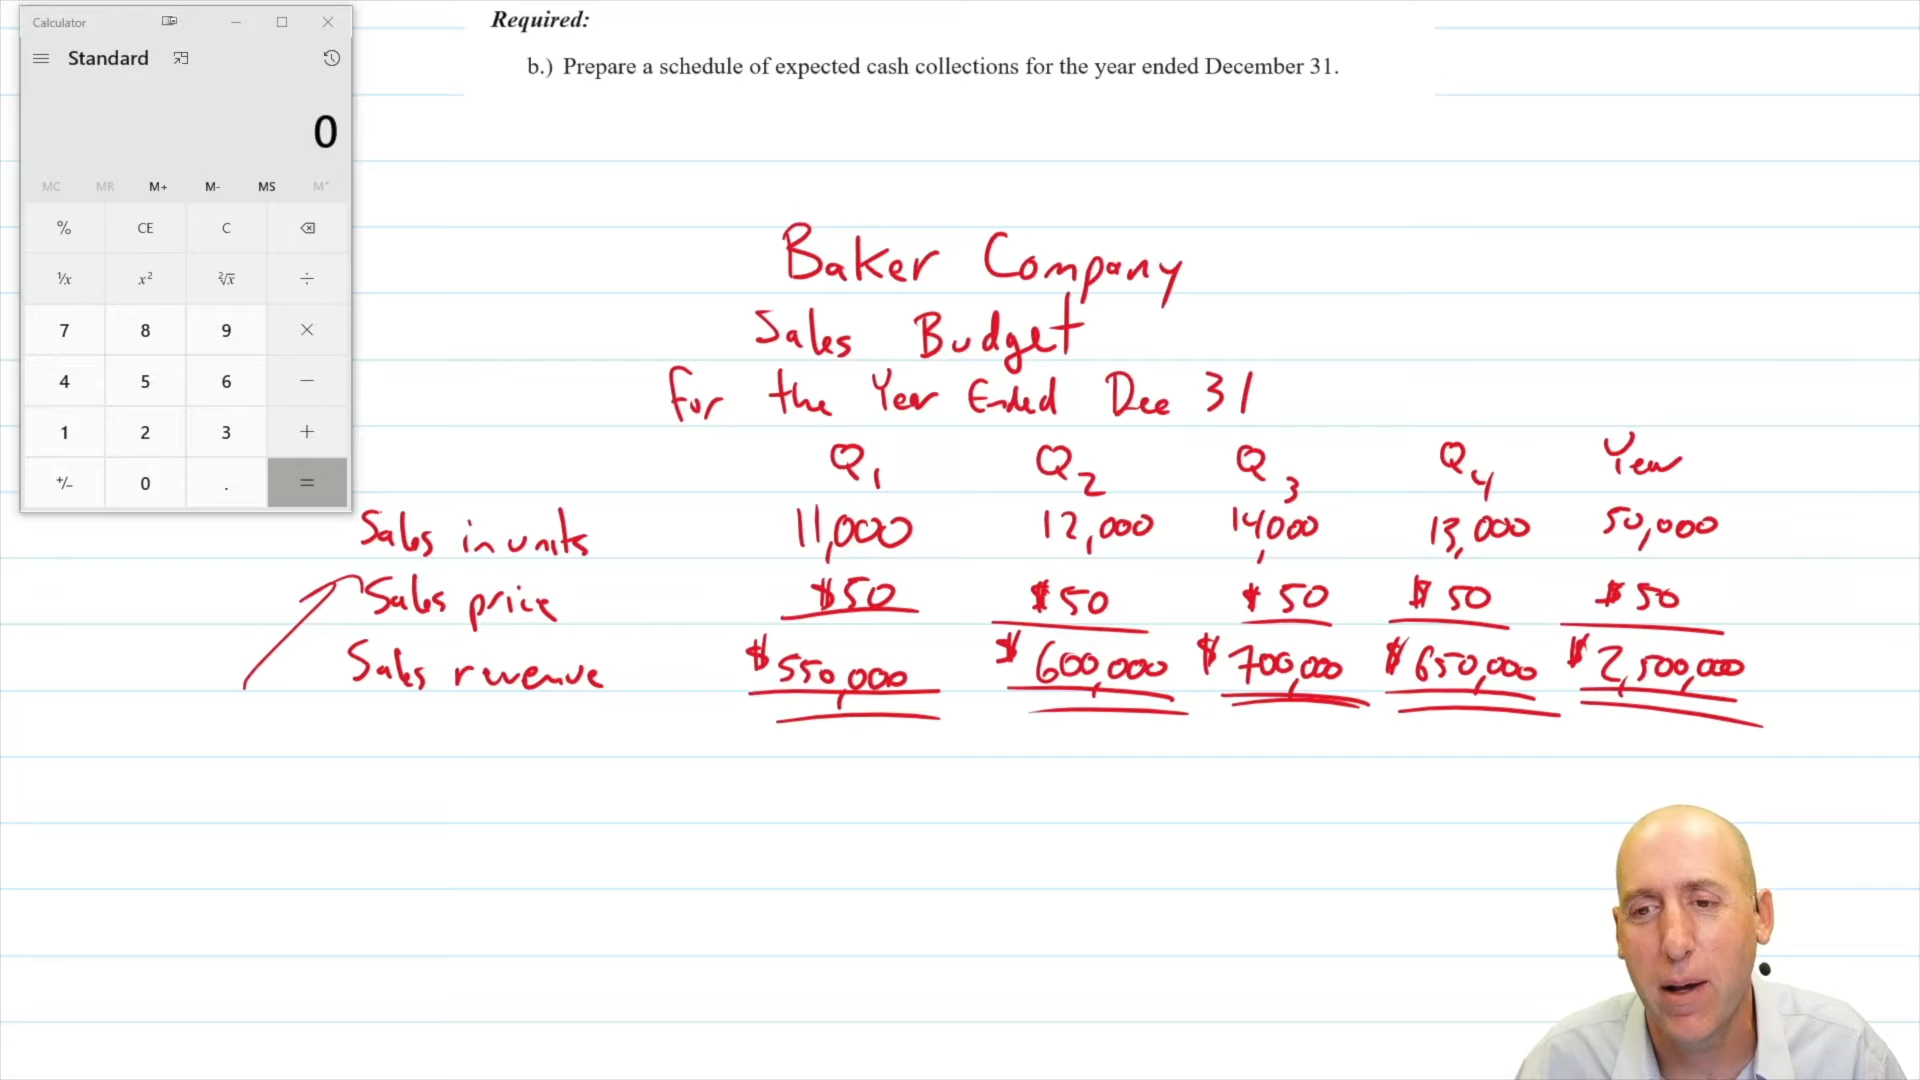 Calculator
Required:
Standard
b.) Prepare a schedule of expected cash collections for the year ended December 31.
0
MC MR M+ M- MS M˅
% CE C
¹/x x² ²√x ÷
7 8 9 ×
4 5 6 −
1 2 3 +
+/− 0 . =
Baker Company
Sales Budget
For the Year Ended Dec 31
Q1 Q2 Q3 Q4 Year
Sales in units 11,000 12,000 14,000 13,000 50,000
Sales price $50 $50 $50 $50 $50
Sales revenue $550,000 $600,000 $700,000 $650,000 $2,500,000